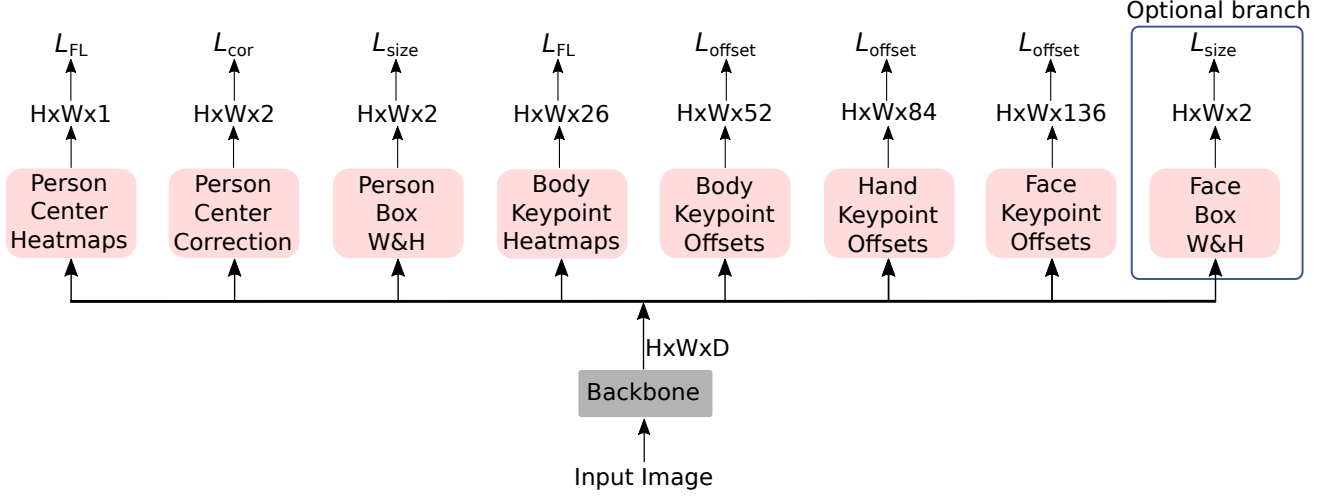 Optional branch
L_FL L_cor L_size L_FL L_offset L_offset L_offset L_size
HxWx1 HxWx2 HxWx2 HxWx26 HxWx52 HxWx84 HxWx136 HxWx2
Person
Center
Heatmaps
Person
Center
Correction
Person
Box
W&H
Body
Keypoint
Heatmaps
Body
Keypoint
Offsets
Hand
Keypoint
Offsets
Face
Keypoint
Offsets
Face
Box
W&H
HxWxD
Backbone
Input Image